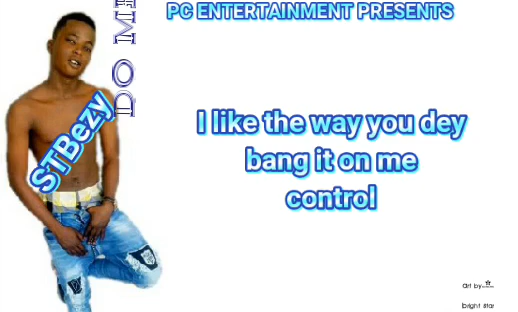 PC ENTERTAINMENT PRESENTS
DO ME
STBezy
I like the way you dey
bang it on me
control
art by
bright star